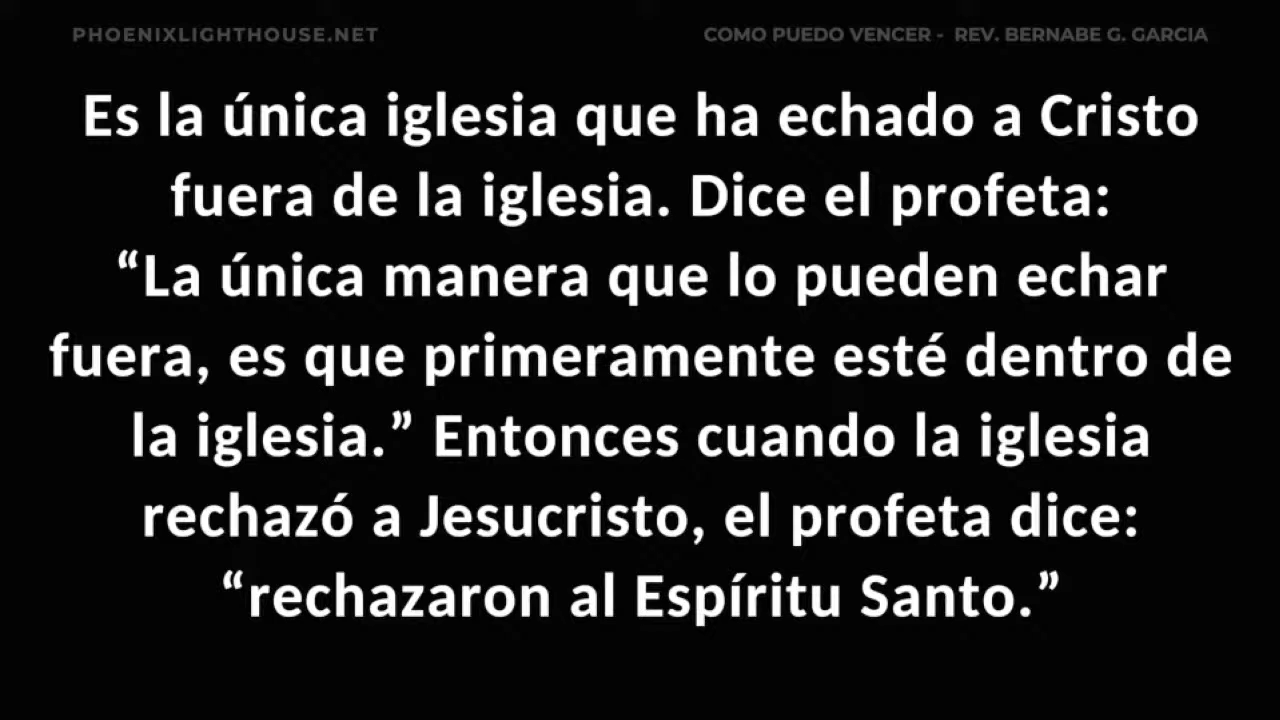 PHOENIXLIGHTHOUSE.NET
COMO PUEDO VENCER - REV. BERNABE G. GARCIA
Es la única iglesia que ha echado a Cristo
fuera de la iglesia. Dice el profeta:
“La única manera que lo pueden echar
fuera, es que primeramente esté dentro de
la iglesia.” Entonces cuando la iglesia
rechazó a Jesucristo, el profeta dice:
“rechazaron al Espíritu Santo.”